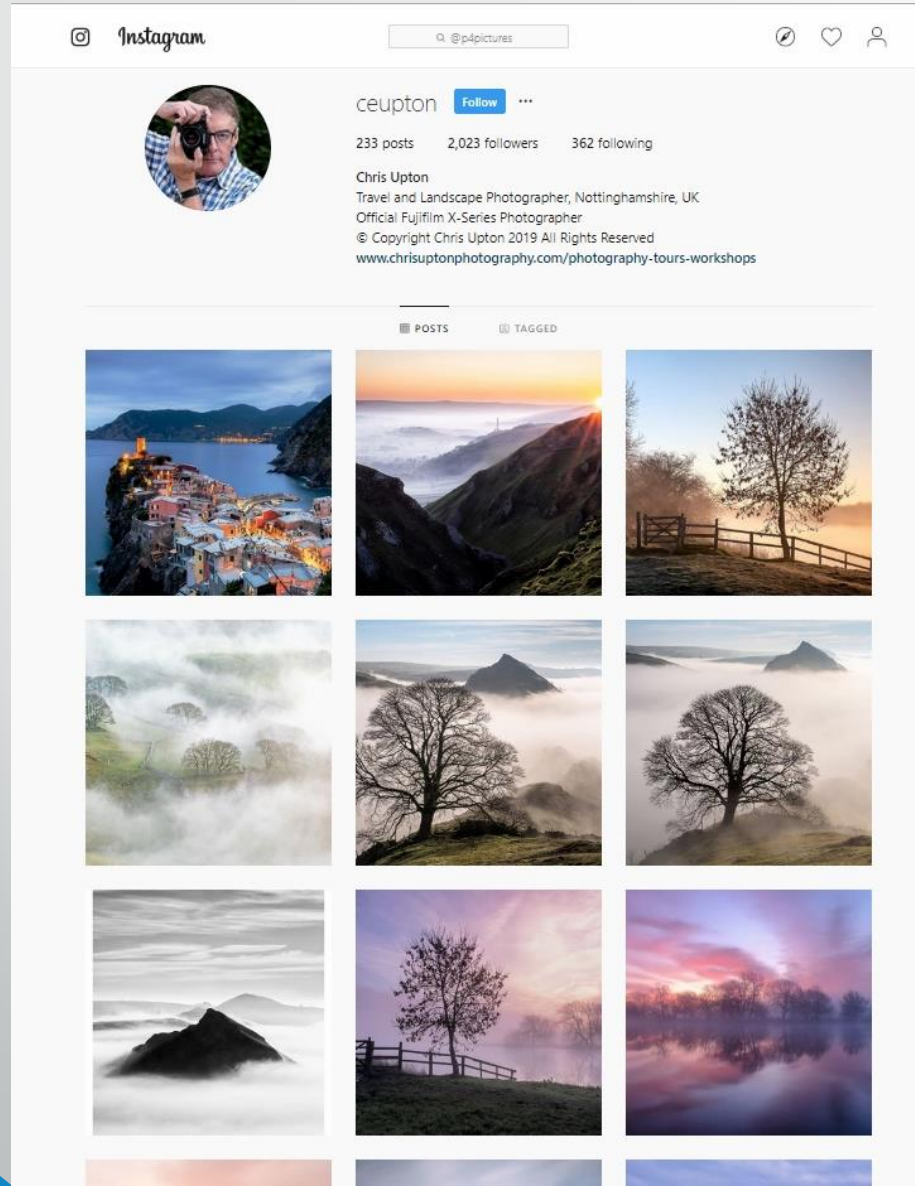 Instagram
@p4pictures
ceupton Follow ...
233 posts 2,023 followers 362 following
Chris Upton
Travel and Landscape Photographer, Nottinghamshire, UK
Official Fujifilm X-Series Photographer
© Copyright Chris Upton 2019 All Rights Reserved
www.chrisuptonphotography.com/photography-tours-workshops
POSTS TAGGED